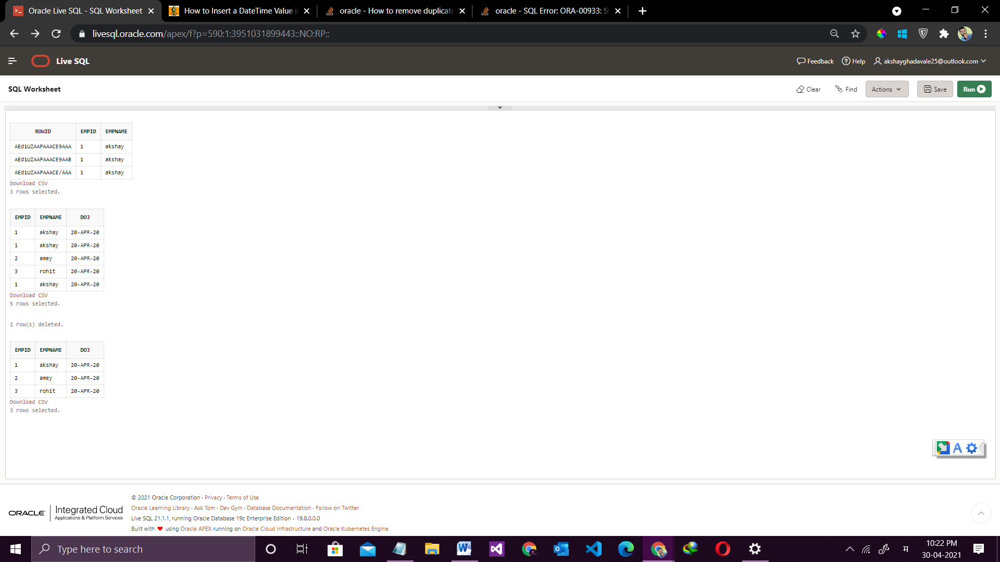 Oracle Live SQL - SQL Worksheet
How to Insert a DateTime Value i
oracle - How to remove duplicate
oracle - SQL Error: ORA-00933: S
livesql.oracle.com/apex/f?p=590:1:3951031899443::NO:RP::
Live SQL
Feedback
Help
akshayghadavale25@outlook.com
SQL Worksheet
Clear
Find
Actions
Save
Run
ROWID EMPID EMPNAME
AEd1UZAAPAAACE9AAA 1 akshay
AEd1UZAAPAAACE9AAB 1 akshay
AEd1UZAAPAAACE/AAA 1 akshay
Download CSV
3 rows selected.
EMPID EMPNAME DOJ
1 akshay 20-APR-20
1 akshay 20-APR-20
2 amey 20-APR-20
3 rohit 20-APR-20
1 akshay 20-APR-20
Download CSV
5 rows selected.
2 row(s) deleted.
EMPID EMPNAME DOJ
1 akshay 20-APR-20
2 amey 20-APR-20
3 rohit 20-APR-20
Download CSV
3 rows selected.
A
ORACLE
Integrated Cloud
Applications & Platform Services
© 2021 Oracle Corporation · Privacy · Terms of Use
Oracle Learning Library · Ask Tom · Dev Gym · Database Documentation · Follow on Twitter
Live SQL 21.1.1, running Oracle Database 19c Enterprise Edition - 19.8.0.0.0
Built with ❤ using Oracle APEX running on Oracle Cloud Infrastructure and Oracle Kubernetes Engine
Type here to search
म
10:22 PM
30-04-2021